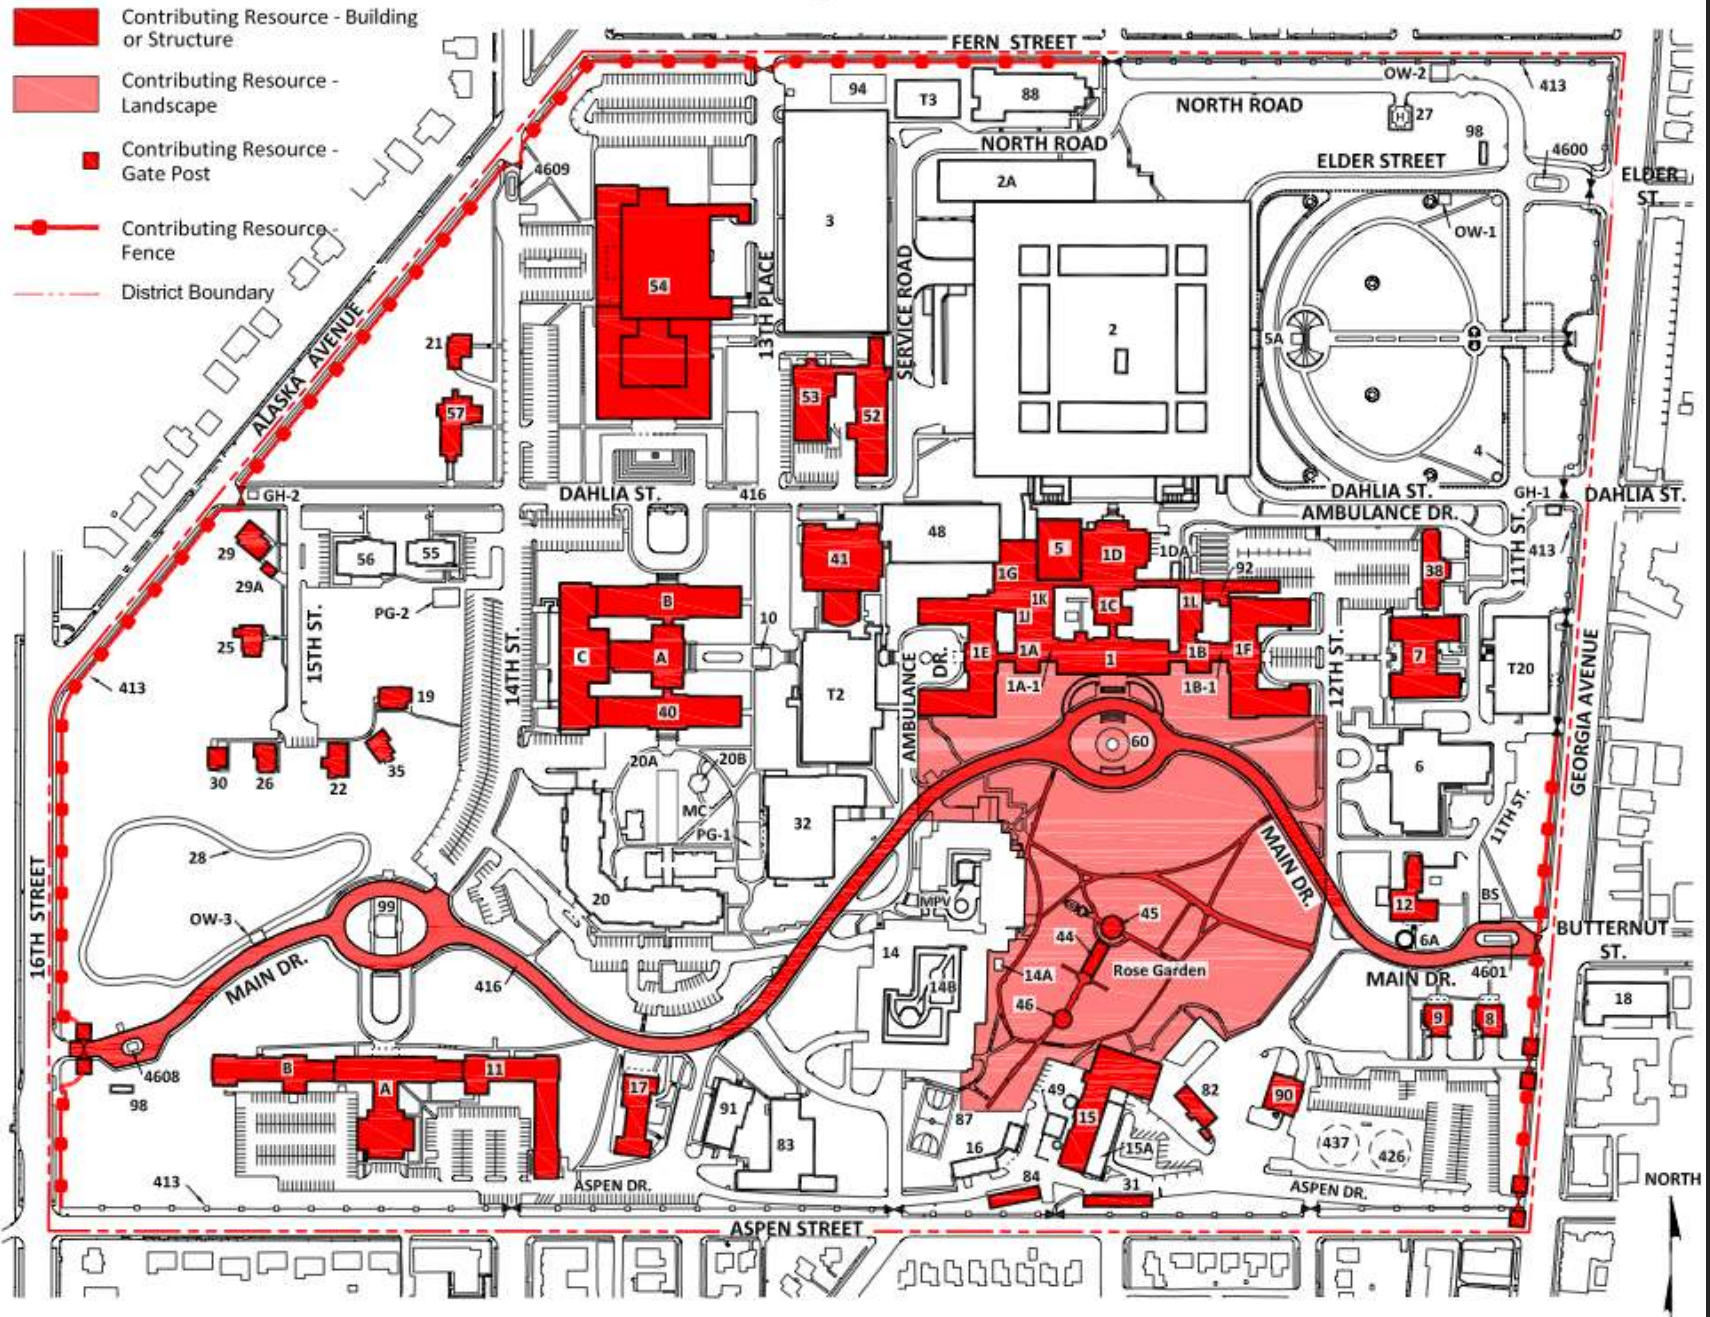 Contributing Resource - Building
or Structure
Contributing Resource -
Landscape
Contributing Resource -
Gate Post
Contributing Resource -
Fence
District Boundary
FERN STREET
94
T3
88
OW-2
413
NORTH ROAD
27
98
4600
NORTH ROAD
ELDER STREET
ELDER
ST.
4609
2A
3
OW-1
54
13TH PLACE
SERVICE ROAD
2
5A
21
ALASKA AVENUE
57
53
52
4
GH-2
DAHLIA ST.
416
DAHLIA ST.
GH-1
DAHLIA ST.
AMBULANCE DR.
29
29A
56
55
41
48
5
1D
1DA
1G
92
38
11TH ST.
413
PG-2
B
10
1K
1J
1C
1L
25
15TH ST.
14TH ST.
C
A
AMBULANCE
DR.
1E
1A
1
1B
1F
12TH ST.
7
T20
GEORGIA AVENUE
413
19
40
T2
1A-1
1B-1
30
26
22
35
20A
20B
60
6
MC
PG-1
32
11TH ST.
28
MAIN DR.
16TH STREET
OW-3
99
20
MPV
45
12
BS
6A
BUTTERNUT
ST.
MAIN DR.
416
14
14B
14A
44
Rose Garden
MAIN DR.
4601
46
18
9
8
4608
98
B
A
11
17
91
83
87
49
15
15A
16
82
90
437
426
413
ASPEN DR.
84
31
ASPEN DR.
NORTH
ASPEN STREET